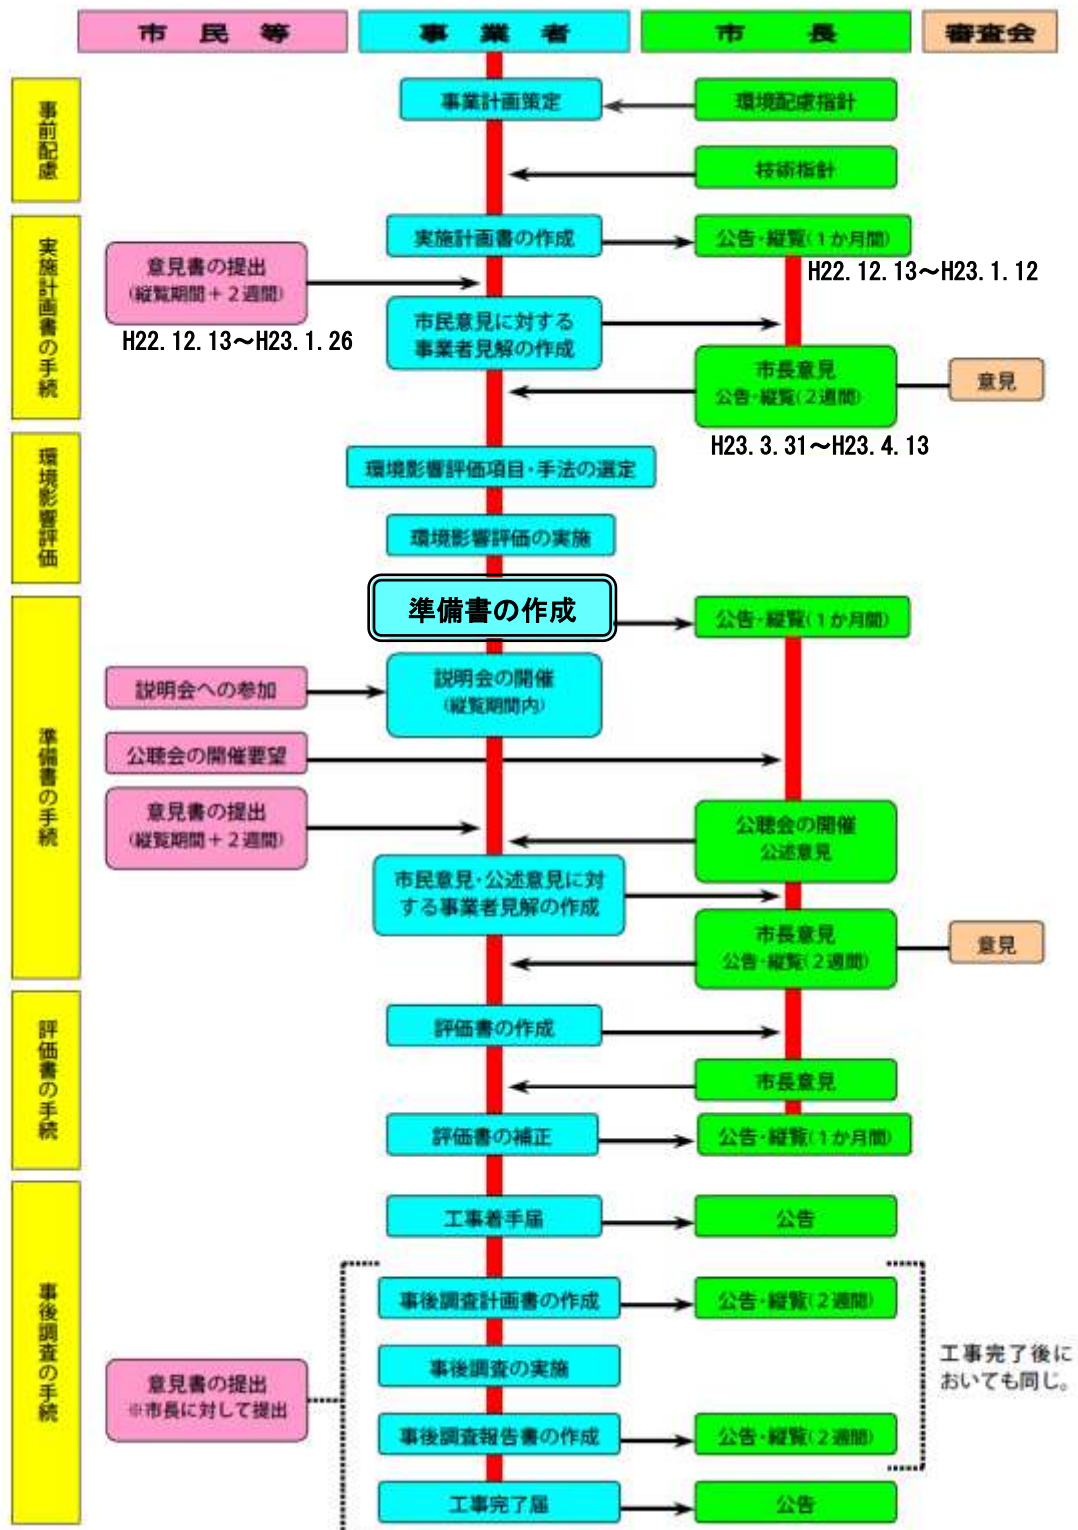 市民等
事業者
市長
審査会
事前配慮
事業計画策定
環境配慮指針
技術指針
実施計画書の手続
実施計画書の作成
公告・縦覧(1か月間)
H22.12.13～H23.1.12
意見書の提出
(縦覧期間+2週間)
H22.12.13～H23.1.26
市民意見に対する
事業者見解の作成
市長意見
公告・縦覧(2週間)
H23.3.31～H23.4.13
意見
環境影響評価
環境影響評価項目・手法の選定
環境影響評価の実施
準備書の手続
準備書の作成
公告・縦覧(1か月間)
説明会への参加
説明会の開催
(縦覧期間内)
公聴会の開催要望
意見書の提出
(縦覧期間+2週間)
公聴会の開催
公述意見
市民意見・公述意見に対
する事業者見解の作成
市長意見
公告・縦覧(2週間)
意見
評価書の手続
評価書の作成
市長意見
評価書の補正
公告・縦覧(1か月間)
事後調査の手続
工事着手届
公告
事後調査計画書の作成
公告・縦覧(2週間)
事後調査の実施
意見書の提出
※市長に対して提出
事後調査報告書の作成
公告・縦覧(2週間)
工事完了後に
おいても同じ。
工事完了届
公告